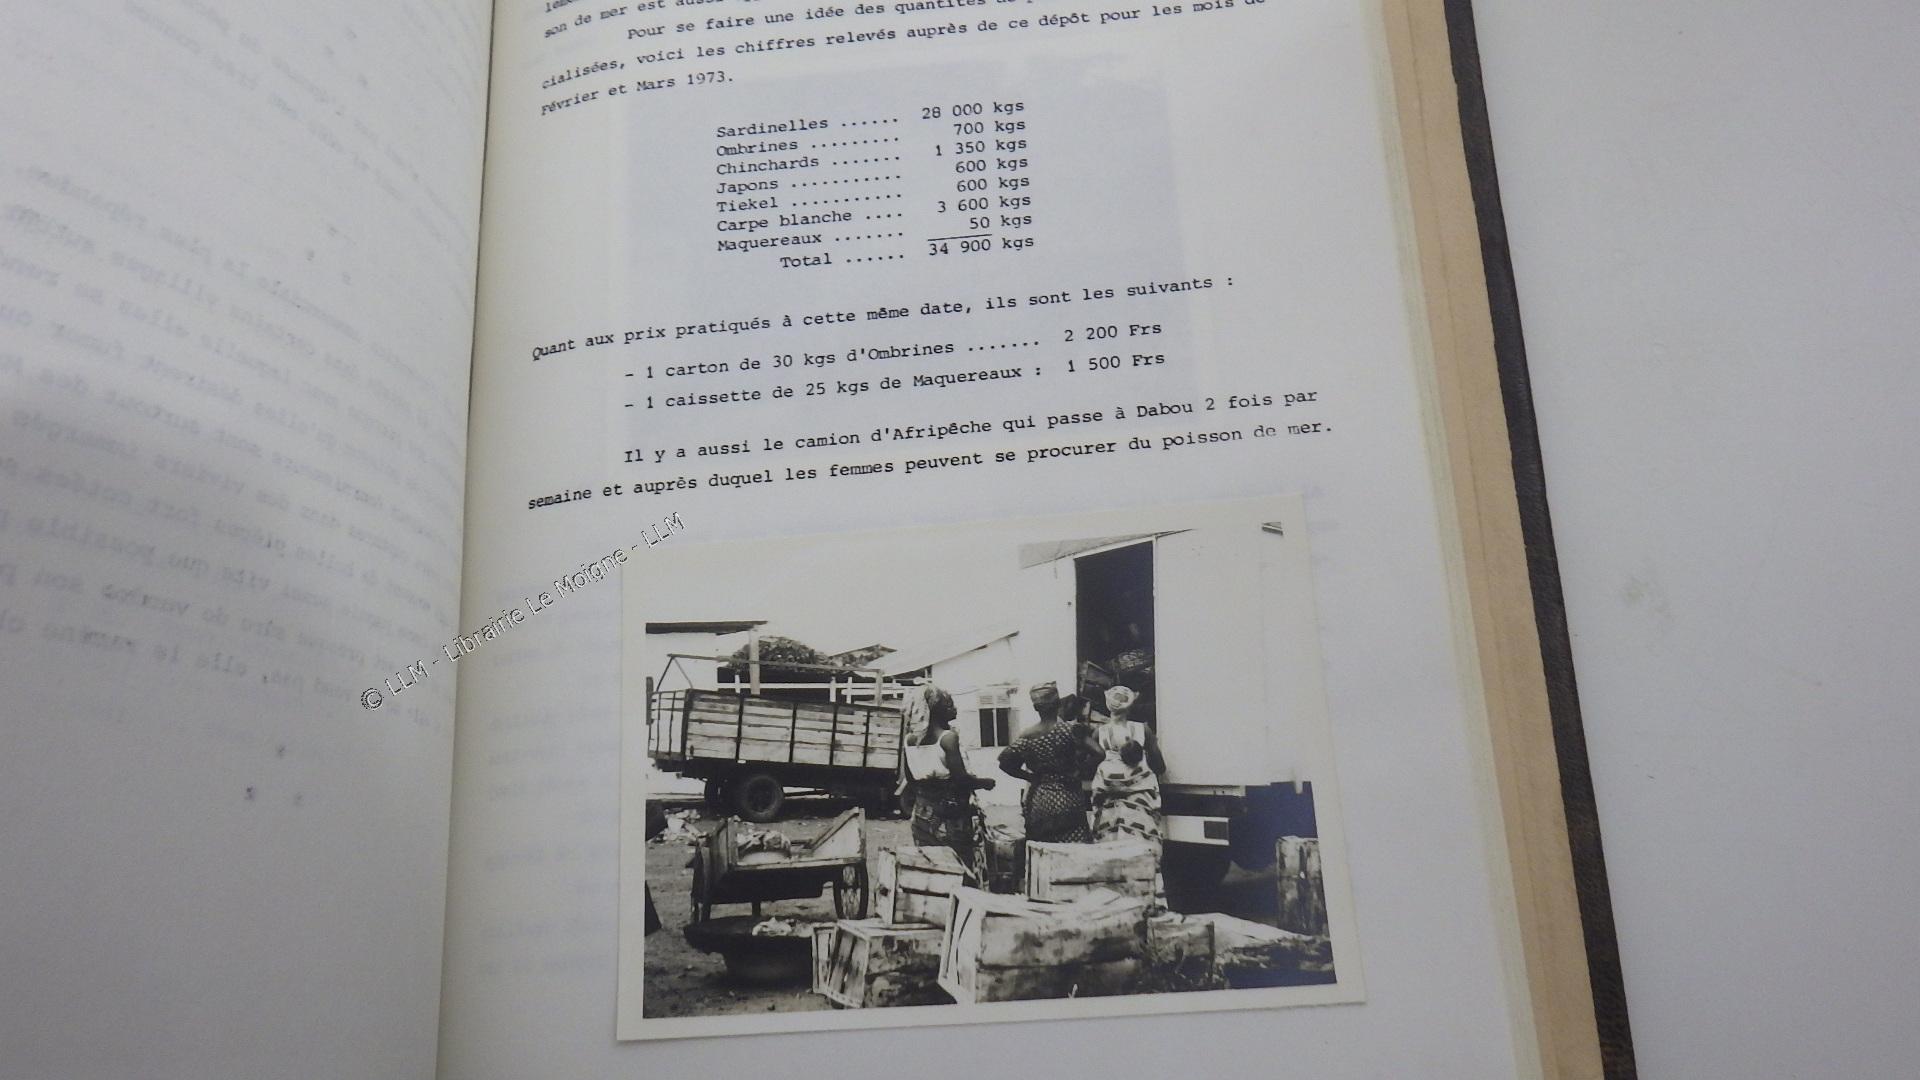 son de mer est
Pour se faire une idée des quantités de
cialisées, voici les chiffres relevés auprès de ce dépôt pour les mois de
Février et Mars 1973.
Sardinelles ...... 28 000 kgs
Ombrines ......... 700 kgs
Chinchards ....... 1 350 kgs
Japons ........... 600 kgs
Tiekel ........... 600 kgs
Carpe blanche .... 3 600 kgs
Maquereaux ....... 50 kgs
Total ...... 34 900 kgs
Quant aux prix pratiqués à cette même date, ils sont les suivants :
- 1 carton de 30 kgs d'Ombrines ....... 2 200 Frs
- 1 caissette de 25 kgs de Maquereaux : 1 500 Frs
Il y a aussi le camion d'Afripêche qui passe à Dabou 2 fois par
semaine et auprès duquel les femmes peuvent se procurer du poisson de mer.
© LLM - Librairie Le Moigne - LLM